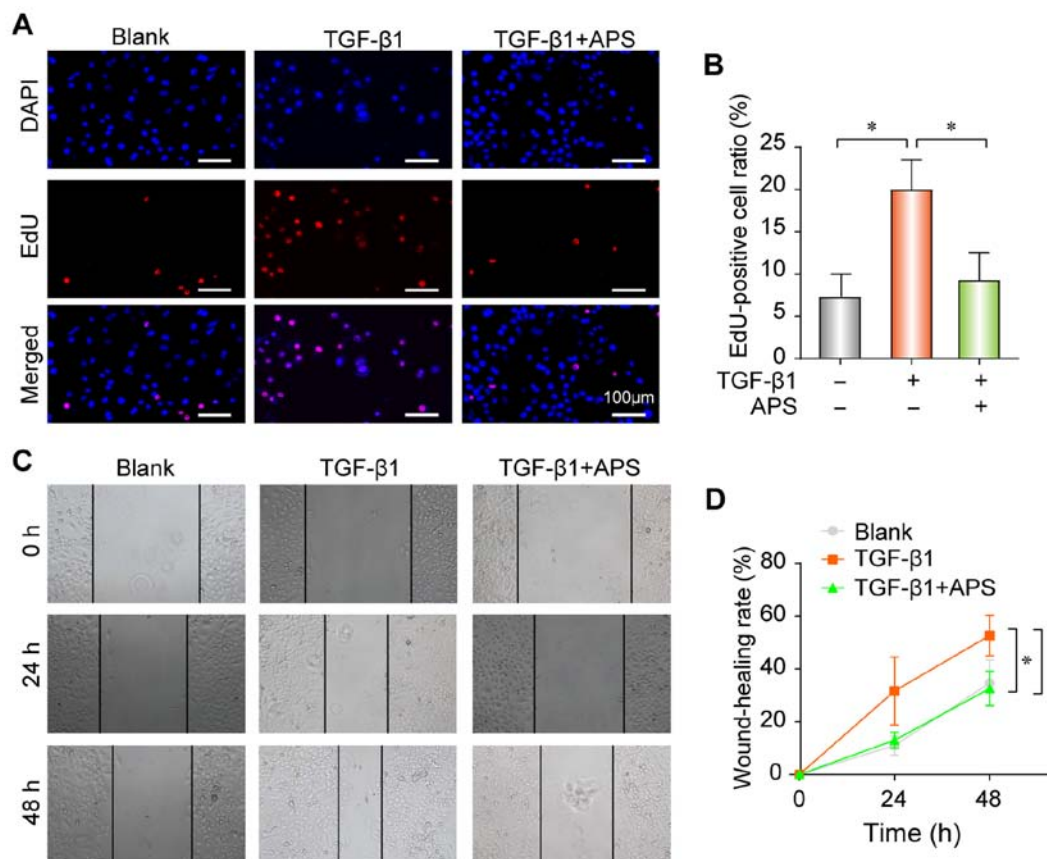 A
Blank
TGF-β1
TGF-β1+APS
DAPI
EdU
Merged
100μm
B
EdU-positive cell ratio (%)
25
20
15
10
5
0
* *
TGF-β1 – + +
APS – – +
C
Blank
TGF-β1
TGF-β1+APS
0 h
24 h
48 h
D
Blank
TGF-β1
TGF-β1+APS
Wound-healing rate (%)
80
60
40
20
0
*
0 24 48
Time (h)